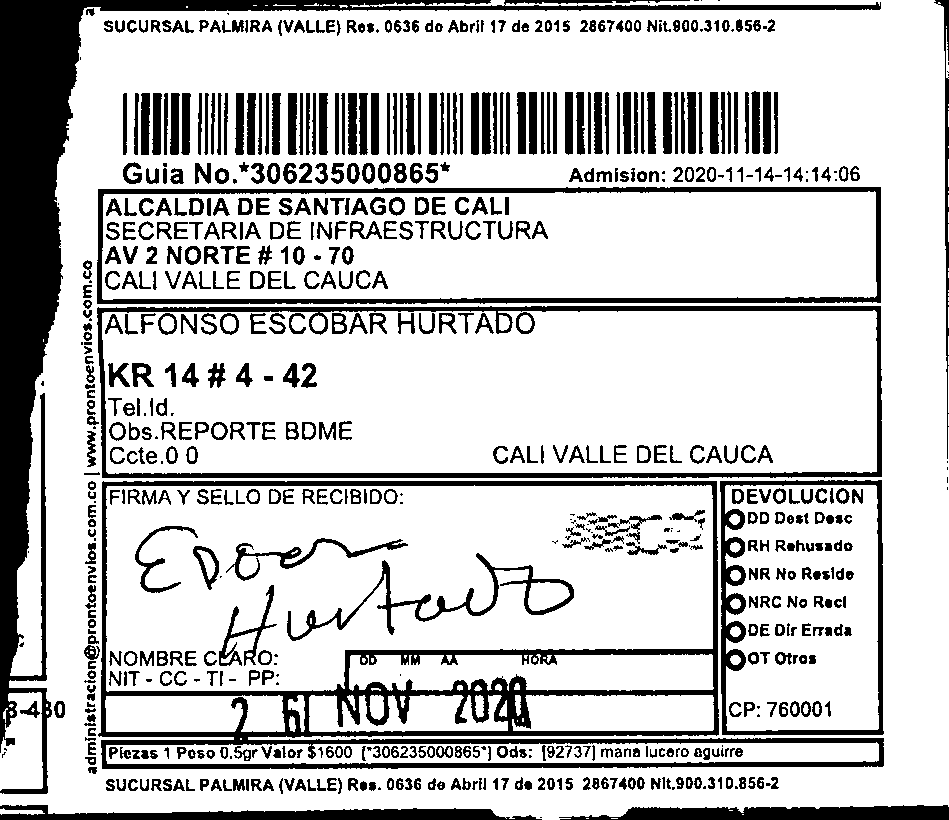 SUCURSAL PALMIRA (VALLE) Res. 0636 de Abril 17 de 2015 2867400 Nit.900.310.856-2
Guia No.*306235000865*
Admision: 2020-11-14-14:14:06
ALCALDIA DE SANTIAGO DE CALI
SECRETARIA DE INFRAESTRUCTURA
AV 2 NORTE # 10 - 70
CALI VALLE DEL CAUCA
ALFONSO ESCOBAR HURTADO
KR 14 # 4 - 42
Tel.Id.
Obs.REPORTE BDME
Ccte.0 0
CALI VALLE DEL CAUCA
administracion@prontoenvios.com.co | www.prontoenvios.com.co
FIRMA Y SELLO DE RECIBIDO:
Hurtado
NOMBRE CLARO:
NIT - CC - TI - PP:
DD MM AA HORA
26 NOV 2020
DEVOLUCION
DD Dest Desc
RH Rehusado
NR No Reside
NRC No Recl
DE Dir Errada
OT Otros
CP: 760001
Piezas 1 Peso 0.5gr Valor $1600 [*306235000865*] Ods: [92737] maria lucero aguirre
SUCURSAL PALMIRA (VALLE) Res. 0636 de Abril 17 de 2015 2867400 Nit.900.310.856-2